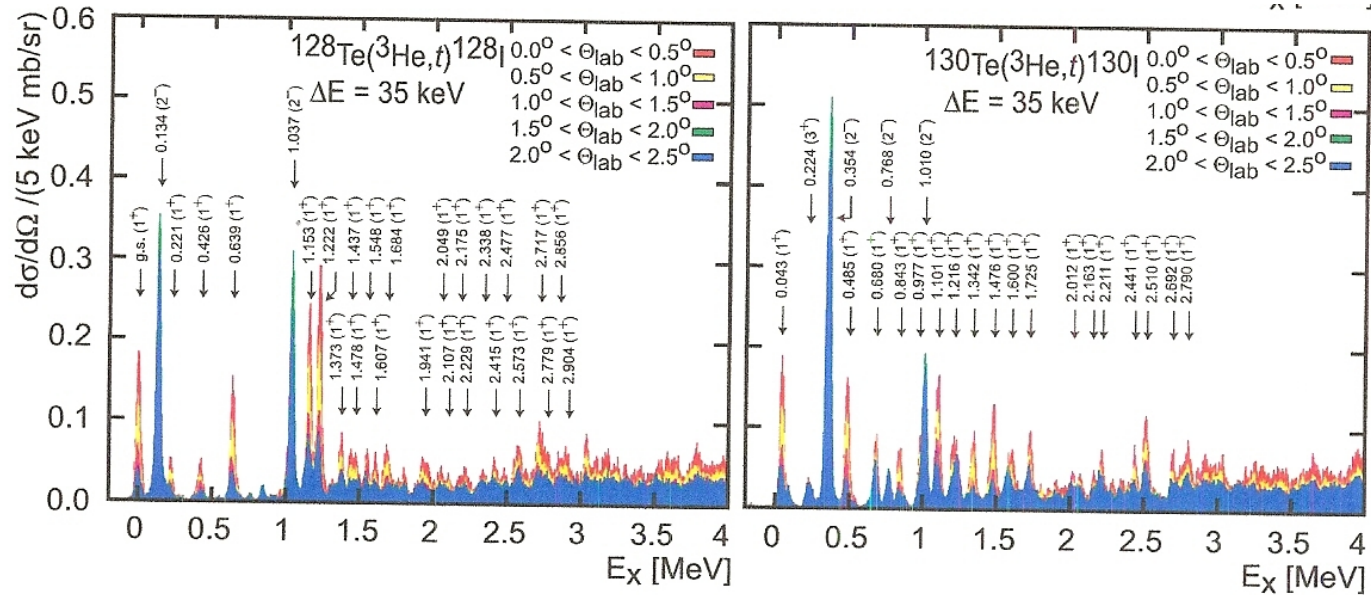 dσ/dΩ /(5 keV mb/sr)
0.6
0.5
0.4
0.3
0.2
0.1
0.0
128Te(3He,t)128I
ΔE = 35 keV
0.0° < Θlab < 0.5°
0.5° < Θlab < 1.0°
1.0° < Θlab < 1.5°
1.5° < Θlab < 2.0°
2.0° < Θlab < 2.5°
g.s. (1+)
0.134 (2−)
0.221 (1+)
0.426 (1+)
0.639 (1+)
1.037 (2−)
1.153 (1+)
1.222 (1+)
1.437 (1+)
1.548 (1+)
1.684 (1+)
2.049 (1+)
2.175 (1+)
2.338 (1+)
2.477 (1+)
2.717 (1+)
2.856 (1+)
1.373 (1+)
1.478 (1+)
1.607 (1+)
1.941 (1+)
2.107 (1+)
2.229 (1+)
2.415 (1+)
2.573 (1+)
2.779 (1+)
2.904 (1+)
0 0.5 1 1.5 2 2.5 3 3.5 4
EX [MeV]
130Te(3He,t)130I
ΔE = 35 keV
0.0° < Θlab < 0.5°
0.5° < Θlab < 1.0°
1.0° < Θlab < 1.5°
1.5° < Θlab < 2.0°
2.0° < Θlab < 2.5°
0.224 (3+)
0.354 (2−)
0.768 (2−)
1.010 (2−)
0.043 (1+)
0.485 (1+)
0.680 (1+)
0.843 (1+)
0.977 (1+)
1.101 (1+)
1.216 (1+)
1.342 (1+)
1.476 (1+)
1.600 (1+)
1.725 (1+)
2.012 (1+)
2.163 (1+)
2.211 (1+)
2.441 (1+)
2.510 (1+)
2.692 (1+)
2.790 (1+)
0 0.5 1 1.5 2 2.5 3 3.5 4
EX [MeV]